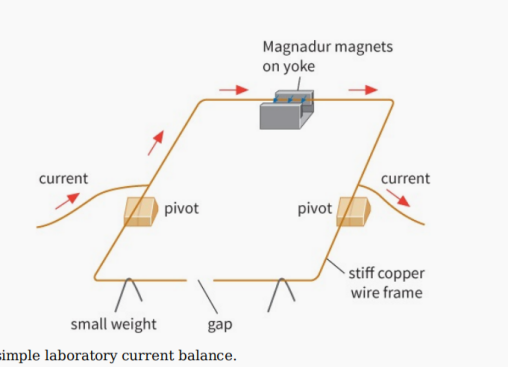 Magnadur magnets
on yoke
current
current
pivot
pivot
stiff copper
wire frame
small weight
gap
simple laboratory current balance.